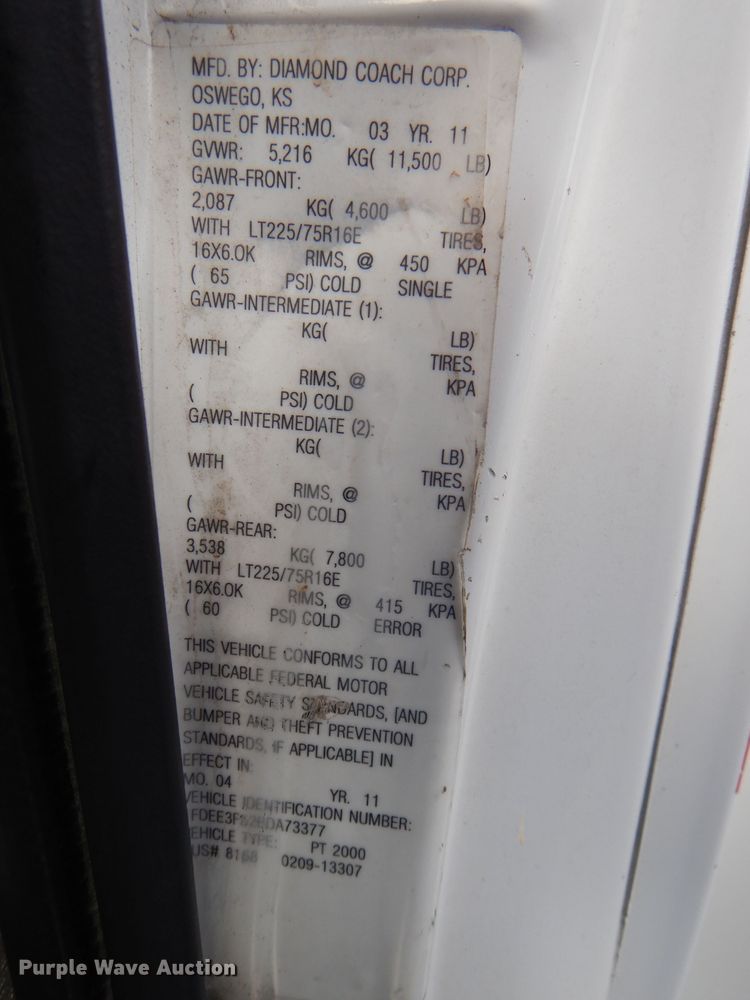 MFD. BY: DIAMOND COACH CORP.
OSWEGO, KS
DATE OF MFR:MO. 03 YR. 11
GVWR: 5,216 KG( 11,500 LB)
GAWR-FRONT:
2,087 KG( 4,600 LB)
WITH LT225/75R16E TIRES,
16X6.0K RIMS, @ 450 KPA
( 65 PSI) COLD SINGLE
GAWR-INTERMEDIATE (1):
KG( LB)
WITH TIRES,
RIMS, @ KPA
( PSI) COLD
GAWR-INTERMEDIATE (2):
KG( LB)
WITH TIRES,
RIMS, @ KPA
( PSI) COLD
GAWR-REAR:
3,538 KG( 7,800 LB)
WITH LT225/75R16E TIRES,
16X6.0K RIMS, @ 415 KPA
( 60 PSI) COLD ERROR
THIS VEHICLE CONFORMS TO ALL
APPLICABLE FEDERAL MOTOR
VEHICLE SAFETY STANDARDS, [AND
BUMPER AND THEFT PREVENTION
STANDARDS, IF APPLICABLE] IN
EFFECT IN:
MO. 04 YR. 11
VEHICLE IDENTIFICATION NUMBER:
VEHICLE TYPE: PT 2000
0209-13307
Purple Wave Auction